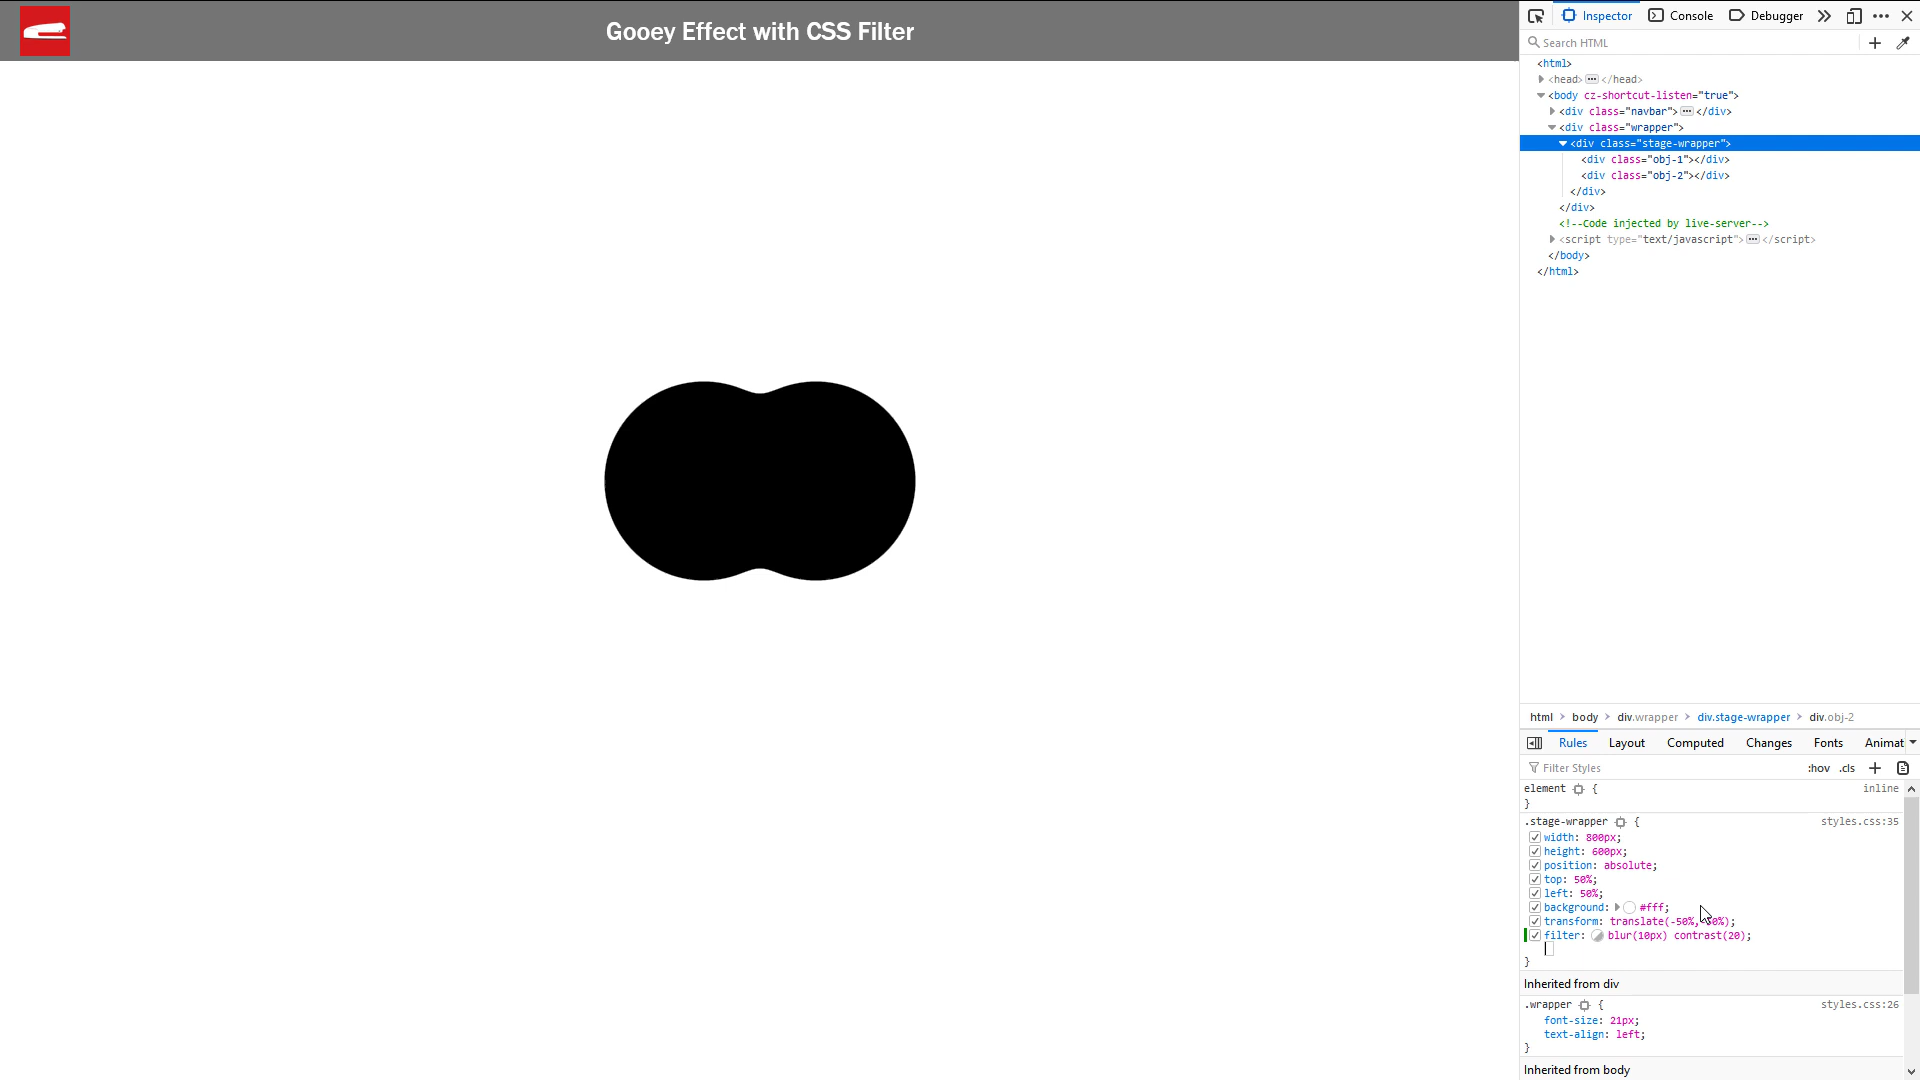 Gooey Effect with CSS Filter
Inspector Console Debugger
Search HTML
<html>
<head> ··· </head>
<body cz-shortcut-listen="true">
<div class="navbar"> ··· </div>
<div class="wrapper">
<div class="stage-wrapper">
<div class="obj-1"></div>
<div class="obj-2"></div>
</div>
</div>
<!--Code injected by live-server-->
<script type="text/javascript"> ··· </script>
</body>
</html>
html > body > div.wrapper > div.stage-wrapper > div.obj-2
Rules Layout Computed Changes Fonts Animat
Filter Styles :hov .cls
element { inline
}
.stage-wrapper { styles.css:35
width: 800px;
height: 600px;
position: absolute;
top: 50%;
left: 50%;
background: #fff;
transform: translate(-50%, -50%);
filter: blur(10px) contrast(20);
}
Inherited from div
.wrapper { styles.css:26
font-size: 21px;
text-align: left;
}
Inherited from body